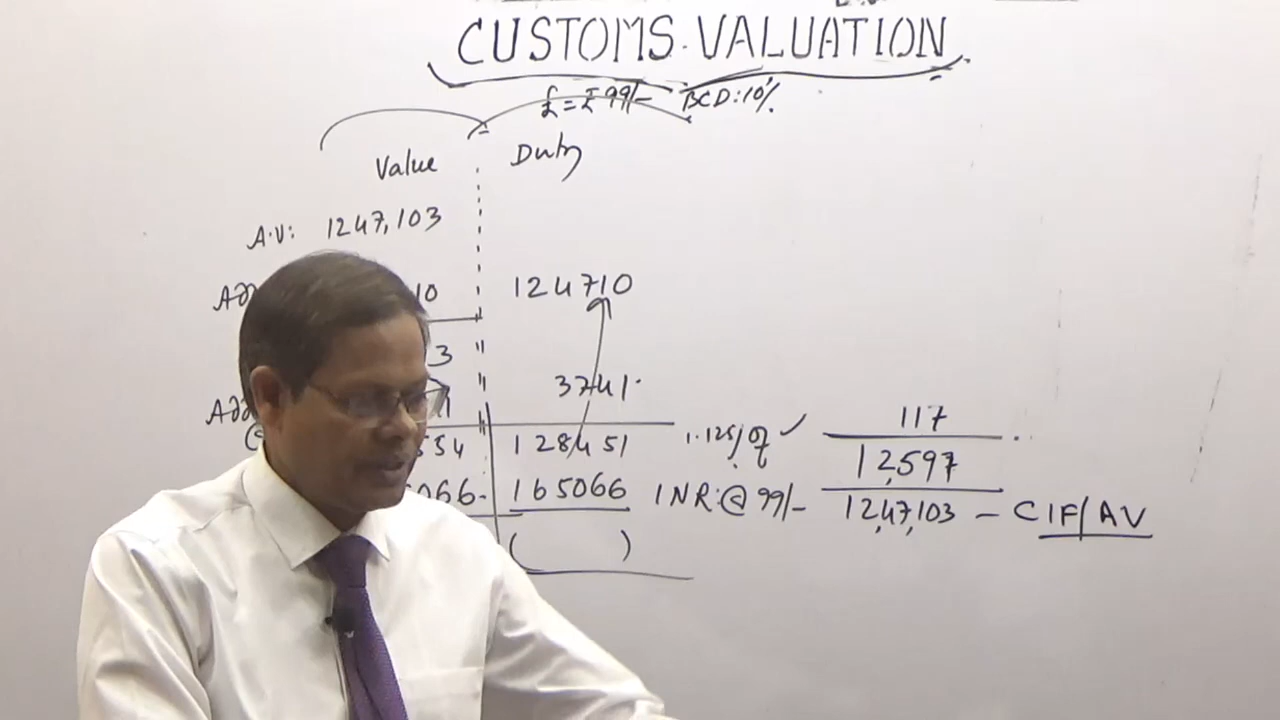 CUSTOMS VALUATION
£ = ₹ 99/- BCD:10%
Value Duty
A.V: 1247,103
Add 10 124710
3 "
3741
554 128451 1.125% 117
12,597
066 165066 INR:@ 99/- 12,47,103 - CIF/AV
( )